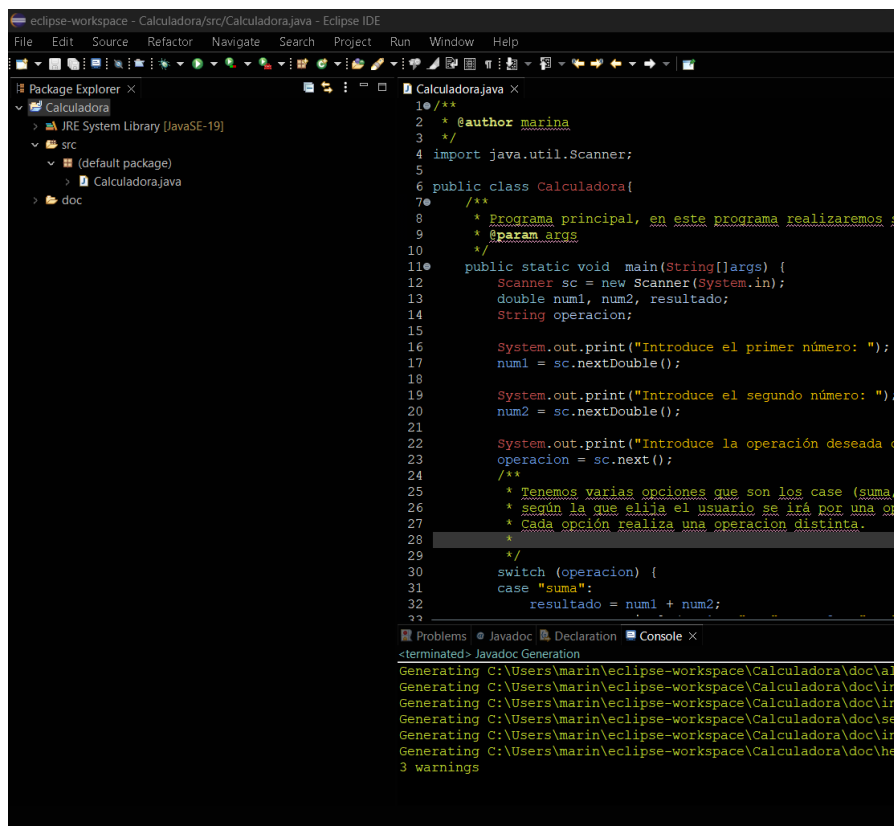 eclipse-workspace - Calculadora/src/Calculadora.java - Eclipse IDE
File Edit Source Refactor Navigate Search Project Run Window Help
Package Explorer
Calculadora
JRE System Library [JavaSE-19]
src
(default package)
Calculadora.java
doc
Calculadora.java
1 /**
2 * @author marina
3 */
4 import java.util.Scanner;
5
6 public class Calculadora{
7 /**
8 * Programa principal, en este programa realizaremos
9 * @param args
10 */
11 public static void main(String[]args) {
12 Scanner sc = new Scanner(System.in);
13 double num1, num2, resultado;
14 String operacion;
15
16 System.out.print("Introduce el primer número: ");
17 num1 = sc.nextDouble();
18
19 System.out.print("Introduce el segundo número: ");
20 num2 = sc.nextDouble();
21
22 System.out.print("Introduce la operación deseada
23 operacion = sc.next();
24 /**
25 * Tenemos varias opciones que son los case (suma,
26 * según la que elija el usuario se irá por una
27 * Cada opción realiza una operacion distinta.
28 *
29 */
30 switch (operacion) {
31 case "suma":
32 resultado = num1 + num2;
33
Problems Javadoc Declaration Console
<terminated> Javadoc Generation
Generating C:\Users\marin\eclipse-workspace\Calculadora\doc\al
Generating C:\Users\marin\eclipse-workspace\Calculadora\doc\in
Generating C:\Users\marin\eclipse-workspace\Calculadora\doc\in
Generating C:\Users\marin\eclipse-workspace\Calculadora\doc\se
Generating C:\Users\marin\eclipse-workspace\Calculadora\doc\in
Generating C:\Users\marin\eclipse-workspace\Calculadora\doc\he
3 warnings